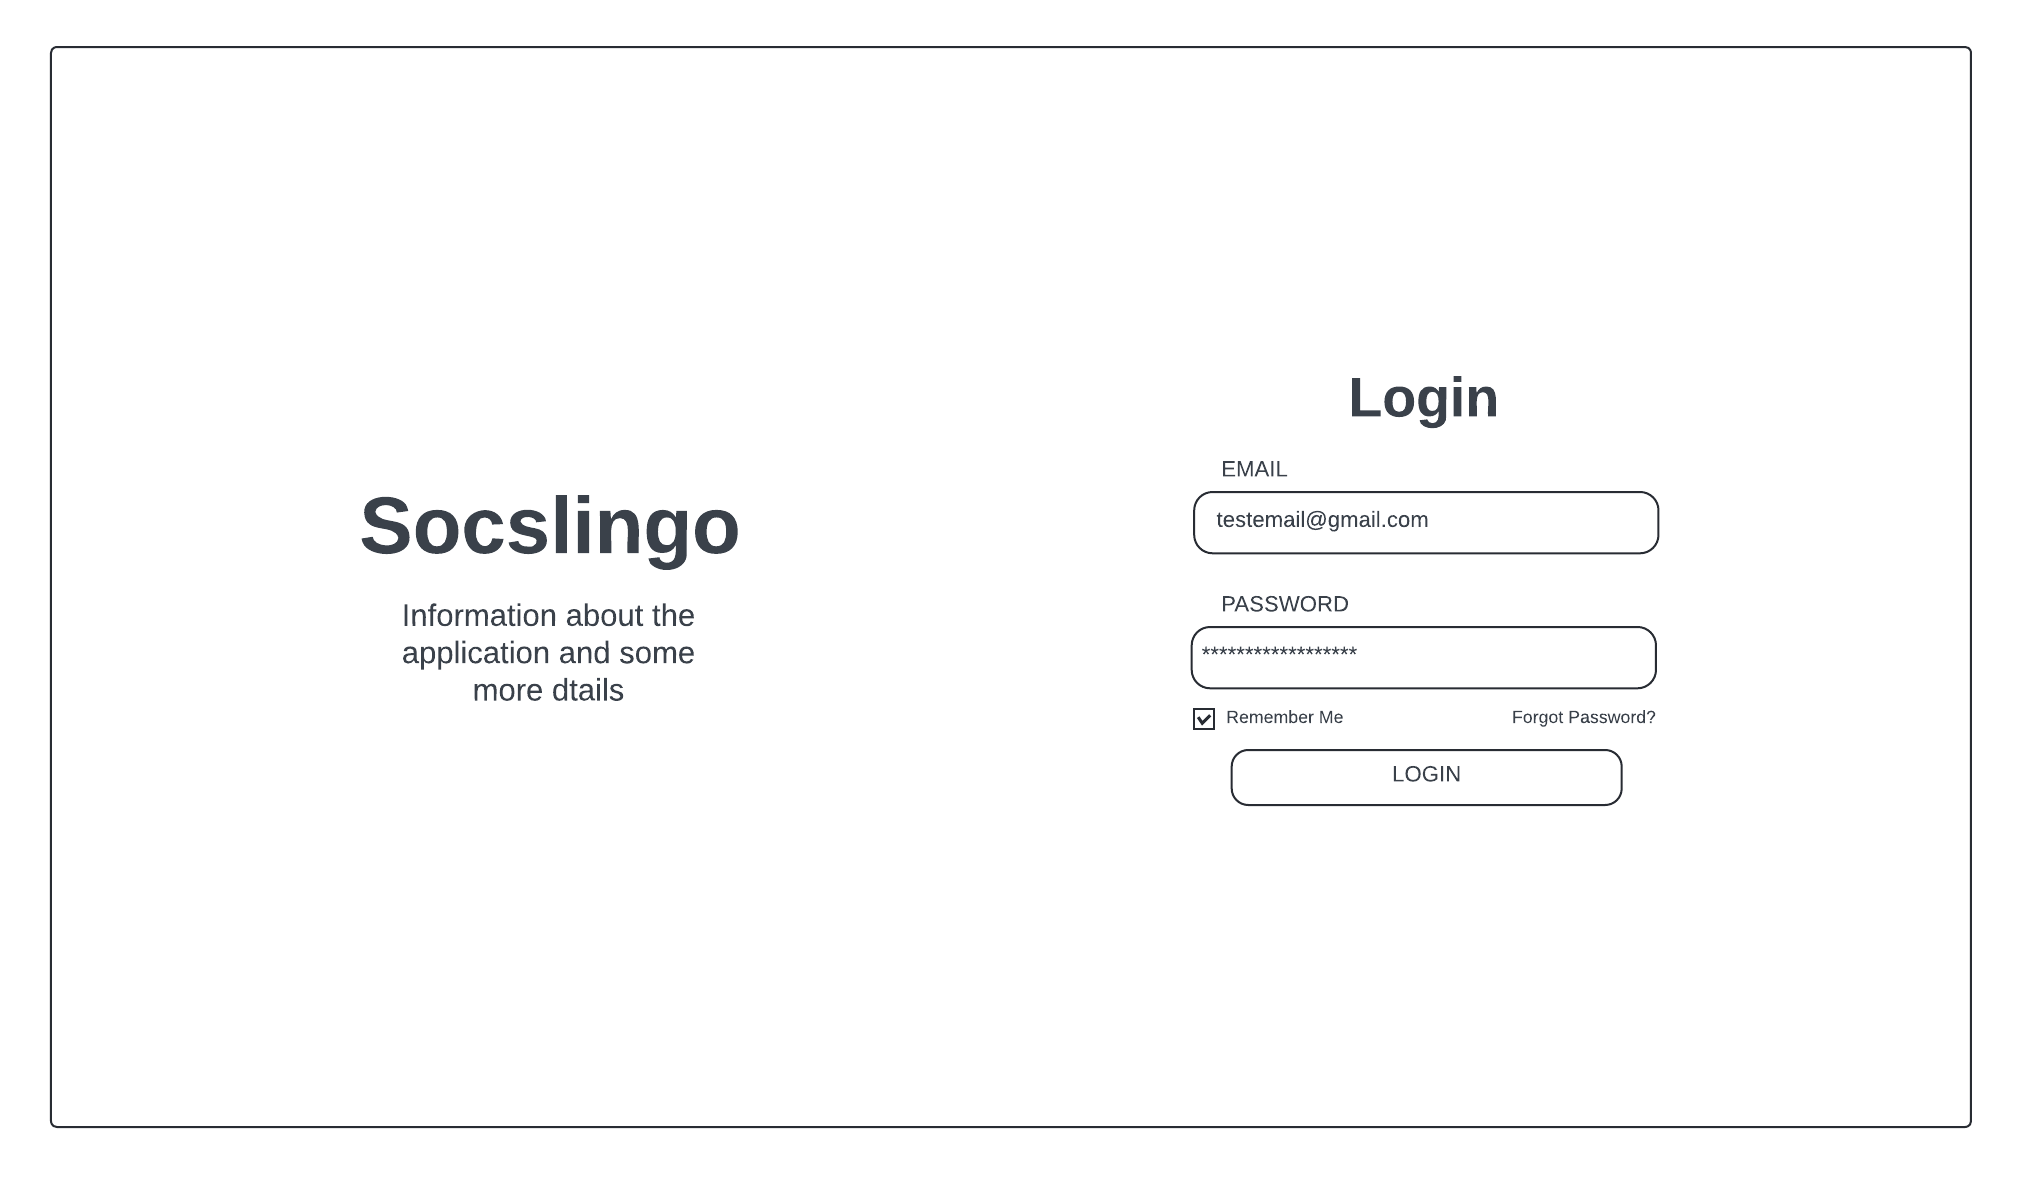 Socslingo
Information about the
application and some
more dtails
Login
EMAIL
testemail@gmail.com
PASSWORD
******************
Remember Me
Forgot Password?
LOGIN